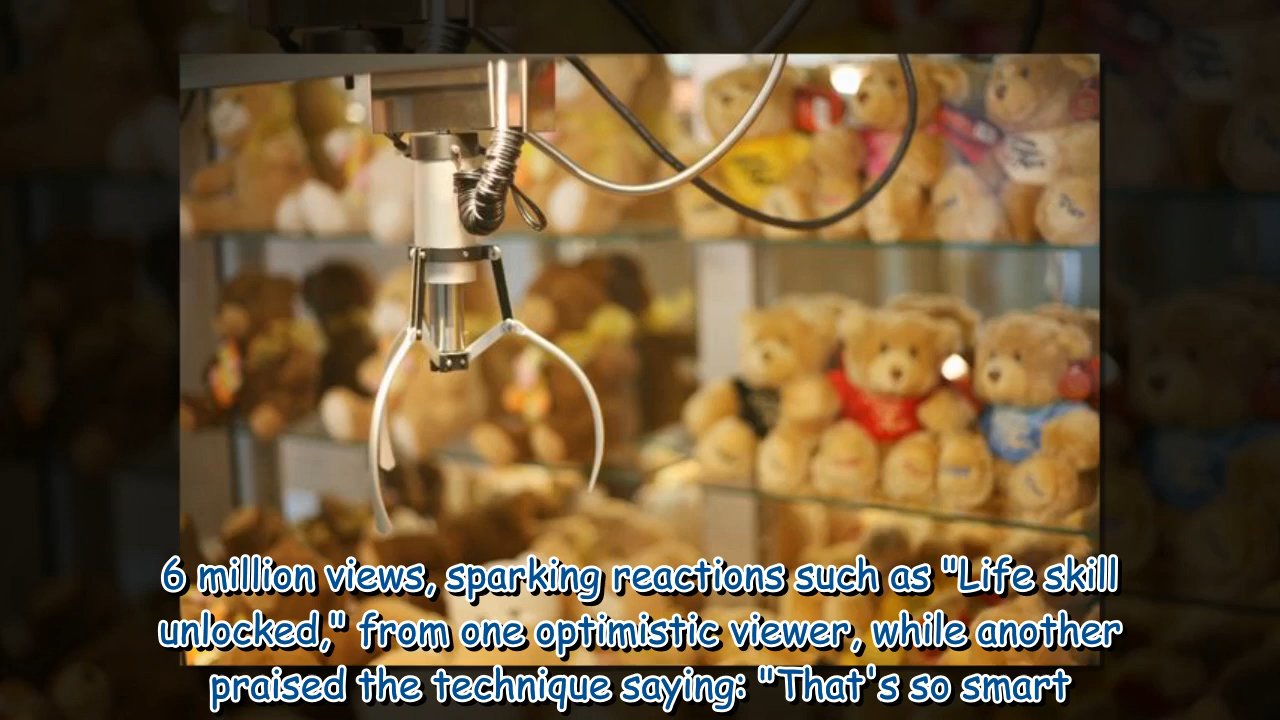 6 million views, sparking reactions such as "Life skill
unlocked," from one optimistic viewer, while another
praised the technique saying: "That's so smart